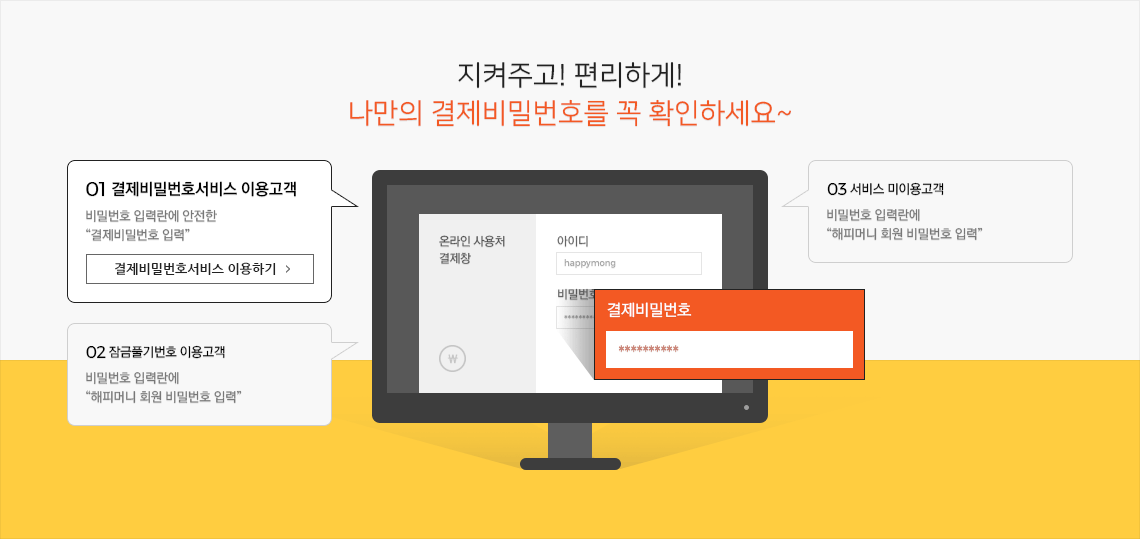 지켜주고! 편리하게!
나만의 결제비밀번호를 꼭 확인하세요~
01 결제비밀번호서비스 이용고객
비밀번호 입력란에 안전한
“결제비밀번호 입력”
결제비밀번호서비스 이용하기 >
02 잠금풀기번호 이용고객
비밀번호 입력란에
“해피머니 회원 비밀번호 입력”
온라인 사용처
결제창
₩
아이디
happymong
비밀번호
**********
결제비밀번호
**********
03 서비스 미이용고객
비밀번호 입력란에
“해피머니 회원 비밀번호 입력”